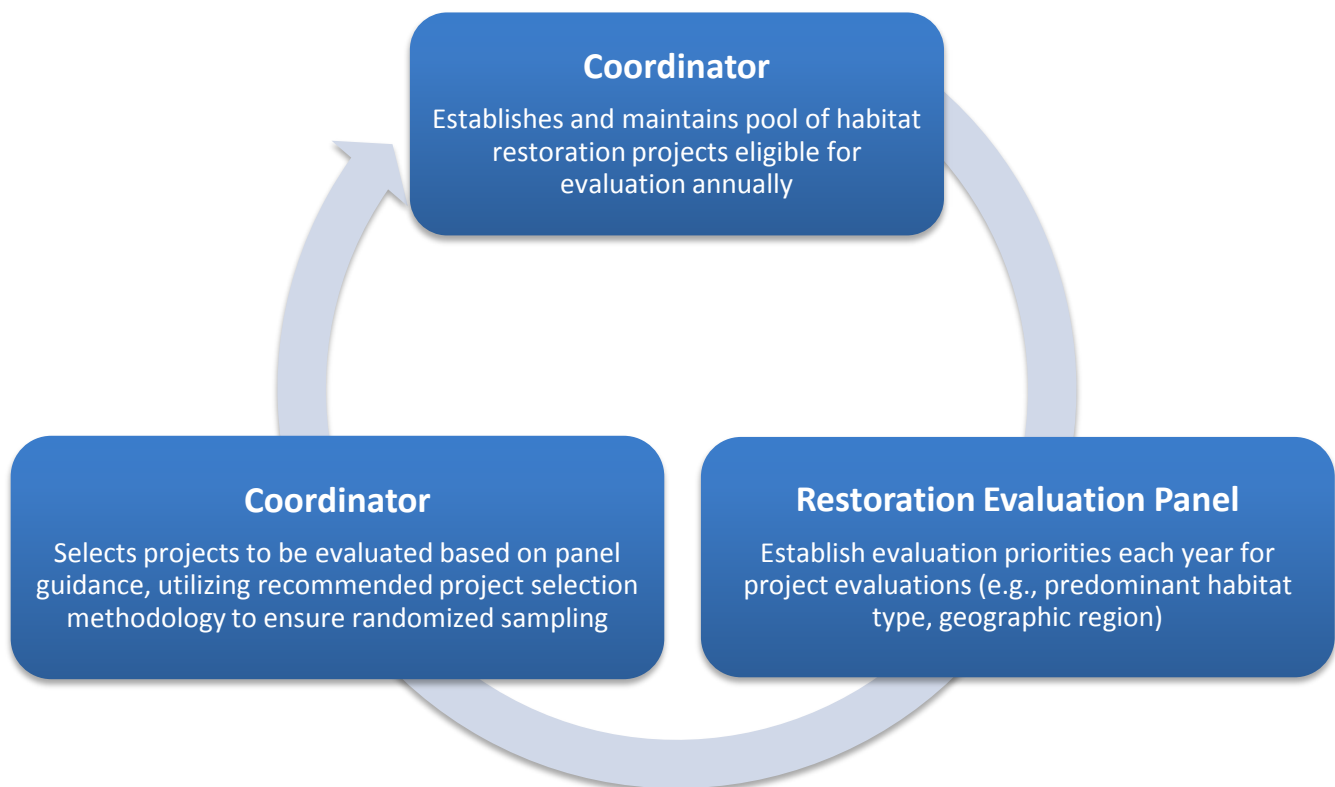 Coordinator
Establishes and maintains pool of habitat
restoration projects eligible for
evaluation annually
Coordinator
Selects projects to be evaluated based on panel
guidance, utilizing recommended project selection
methodology to ensure randomized sampling
Restoration Evaluation Panel
Establish evaluation priorities each year for
project evaluations (e.g., predominant habitat
type, geographic region)